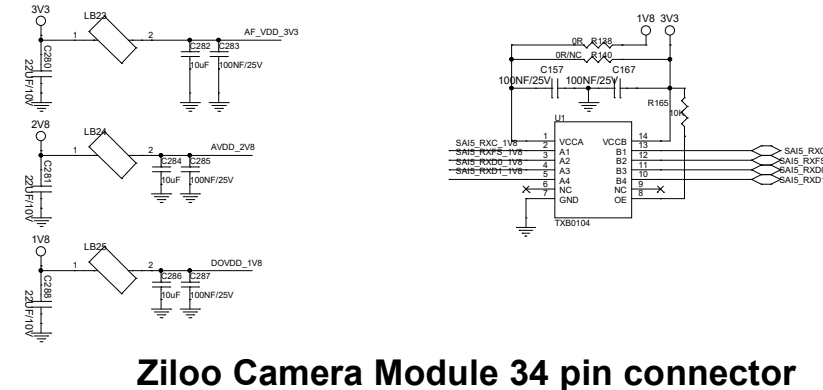 3V3
LB23
1
2
AF_VDD_3V3
C280
22UF/10V
C282
C283
10uF
100NF/25V
2V8
LB24
1
2
AVDD_2V8
C281
22UF/10V
C284
C285
10uF
100NF/25V
1V8
LB25
1
2
DOVDD_1V8
C288
22UF/10V
C286
C287
10uF
100NF/25V
1V8
3V3
0R
R138
0R/NC
R140
C157
C167
100NF/25V
100NF/25V
R165
10K
U1
SAI5_RXC_1V8
SAI5_RXFS_1V8
SAI5_RXD0_1V8
SAI5_RXD1_1V8
1
VCCA
VCCB
14
2
A1
B1
13
3
A2
B2
12
4
A3
B3
11
5
A4
B4
10
6
NC
NC
9
7
GND
OE
8
TXB0104
SAI5_RXC
SAI5_RXFS
SAI5_RXD0
SAI5_RXD1
Ziloo Camera Module 34 pin connector